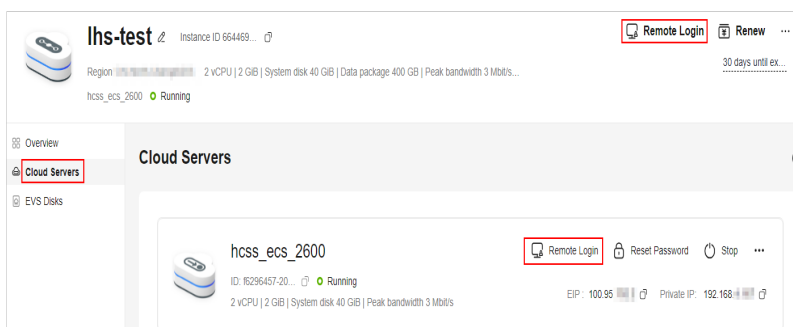 lhs-test Instance ID 664469... Remote Login Renew ...
Region 2 vCPU | 2 GiB | System disk 40 GiB | Data package 400 GB | Peak bandwidth 3 Mbit/s... 30 days until ex...
hcss_ecs_2600 Running
Overview
Cloud Servers
EVS Disks
Cloud Servers
hcss_ecs_2600 Remote Login Reset Password Stop ...
ID: f6296457-20... Running
2 vCPU | 2 GiB | System disk 40 GiB | Peak bandwidth 3 Mbit/s EIP : 100.95 Private IP: 192.168